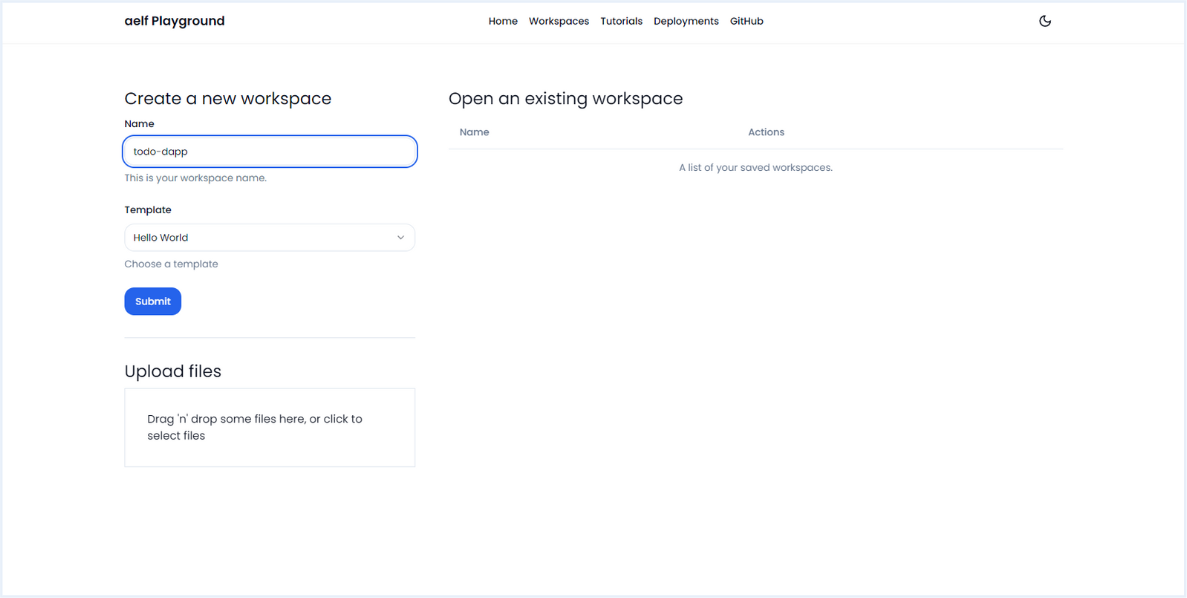 aelf Playground
Home Workspaces Tutorials Deployments GitHub
Create a new workspace
Name
todo-dapp
This is your workspace name.
Template
Hello World
Choose a template
Submit
Upload files
Drag 'n' drop some files here, or click to
select files
Open an existing workspace
Name Actions
A list of your saved workspaces.